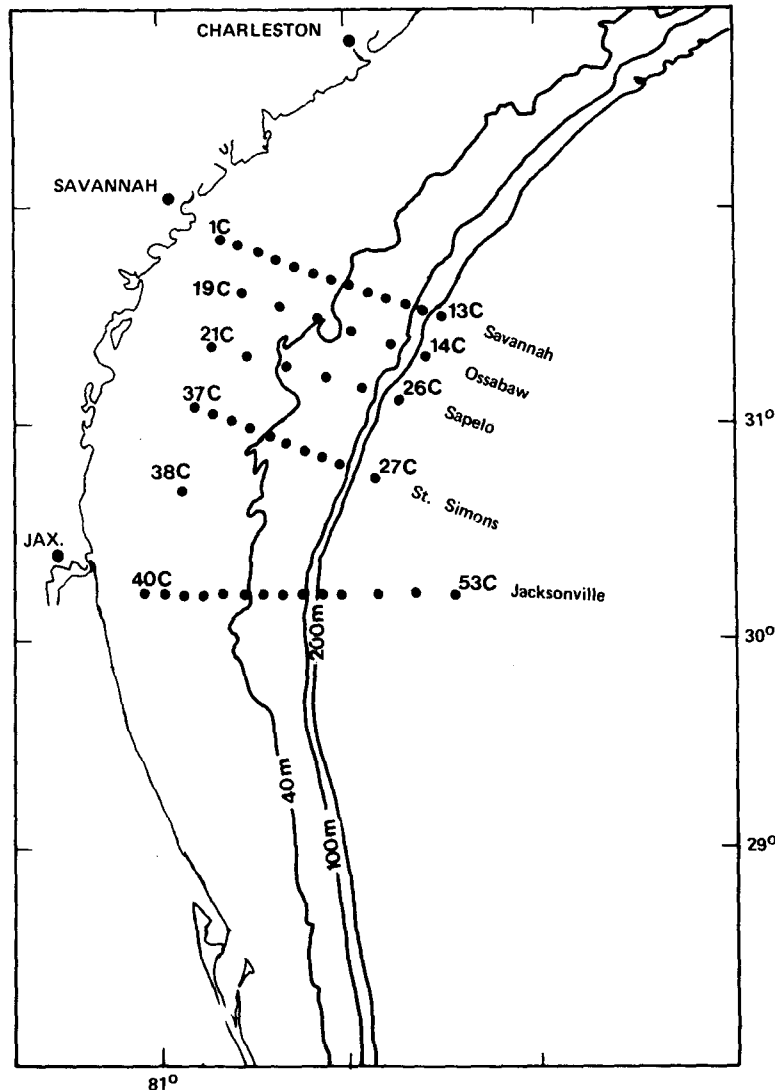 CHARLESTON
SAVANNAH
1C
19C
13C
Savannah
21C
14C
Ossabaw
37C
26C
Sapelo
31°
27C
38C
St. Simons
JAX.
40C
53C
Jacksonville
200m
30°
40m
100m
29°
81°